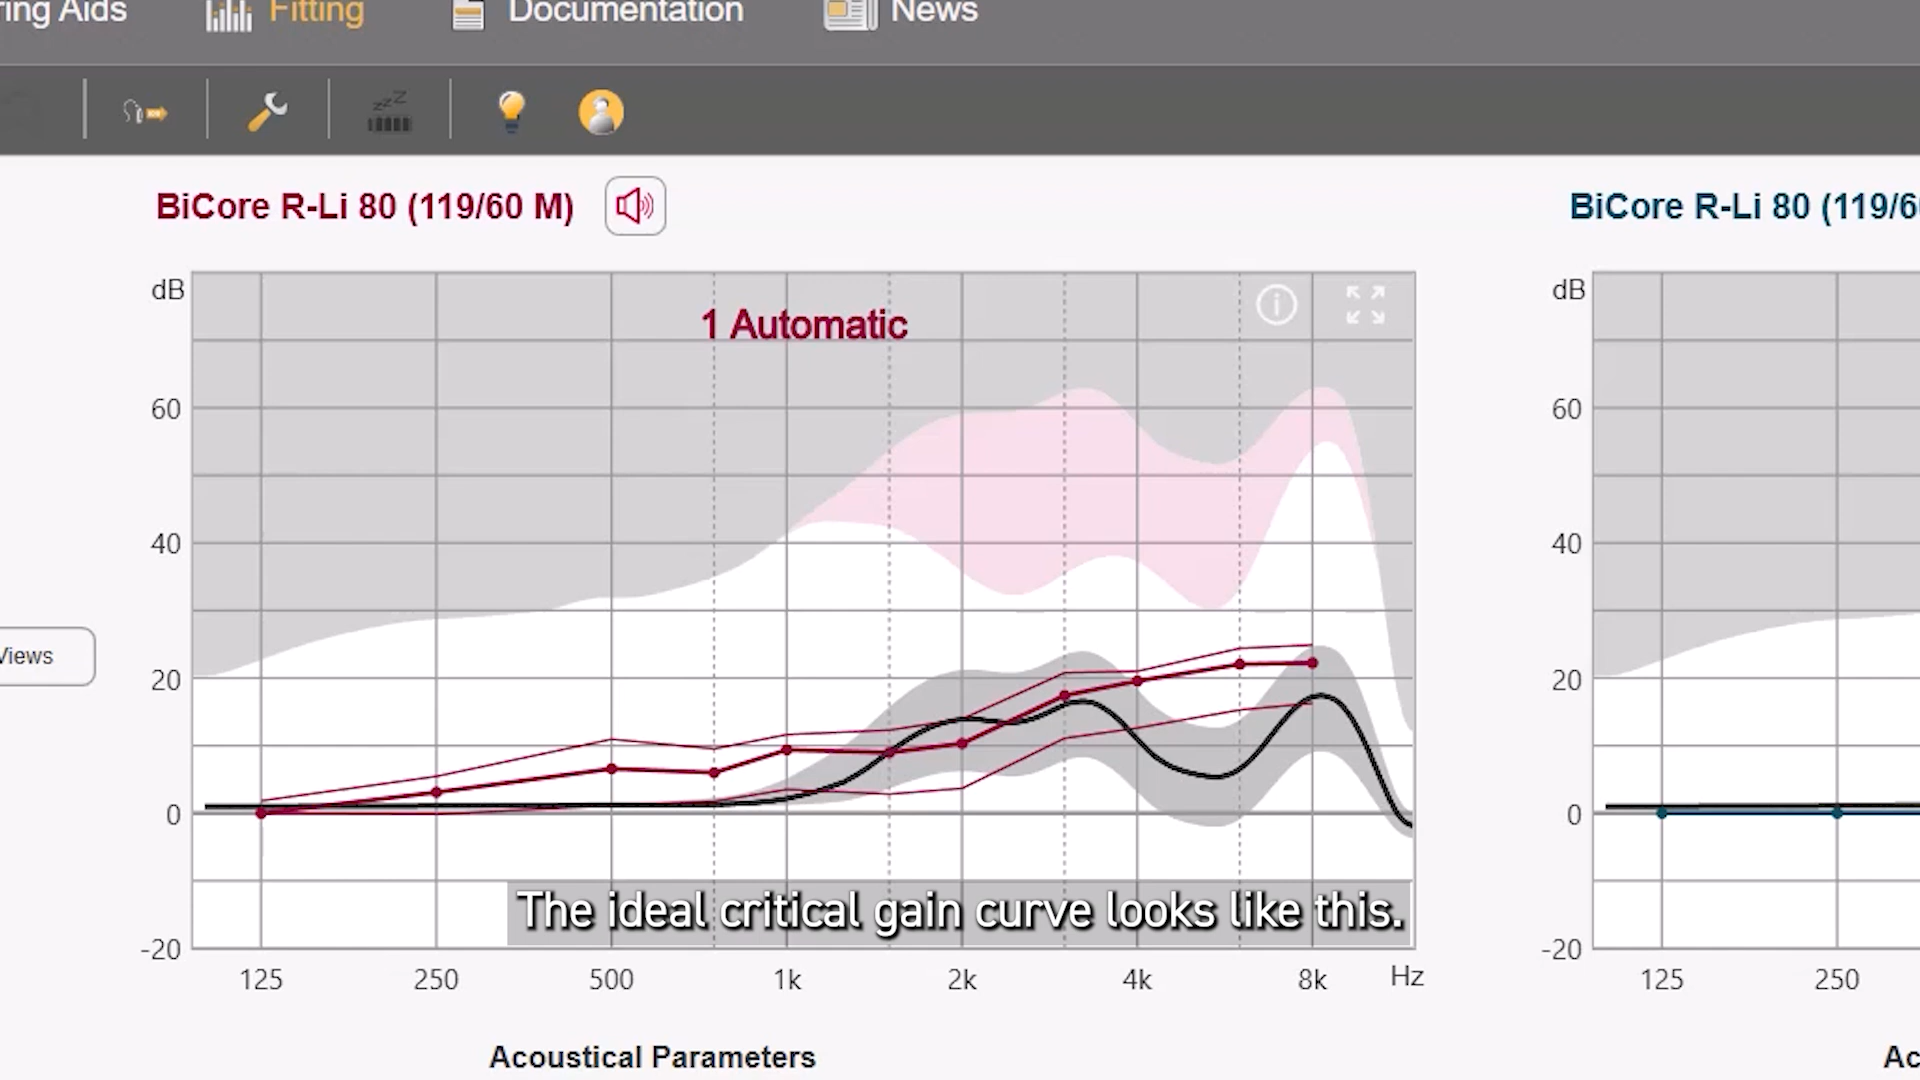 ring Aids
Fitting
Documentation
News
zzZ
BiCore R-Li 80 (119/60 M)
BiCore R-Li 80 (119/6
dB
1 Automatic
60
40
20
0
-20
125 250 500 1k 2k 4k 8k Hz
dB
60
40
20
0
-20
125 250
Views
The ideal critical gain curve looks like this.
Acoustical Parameters
Ac